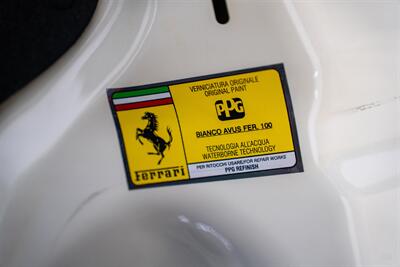 VERNICIATURA ORIGINALE
ORIGINAL PAINT
PPG
BIANCO AVUS FER. 100
TECNOLOGIA ALL'ACQUA
WATERBORNE TECHNOLOGY
PER RITOCCHI USARE/FOR REPAIR WORKS
PPG REFINISH
Ferrari